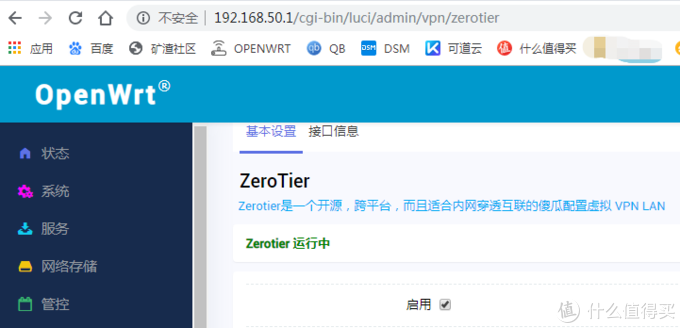 不安全 | 192.168.50.1/cgi-bin/luci/admin/vpn/zerotier
应用 百度 矿渣社区 OPENWRT qb QB DSM DSM 可道云 值 什么值得买
OpenWrt®
基本设置 接口信息
状态
系统
服务
网络存储
管控
ZeroTier
Zerotier是一个开源，跨平台，而且适合内网穿透互联的傻瓜配置虚拟 VPN LAN
Zerotier 运行中
启用
值 什么值得买